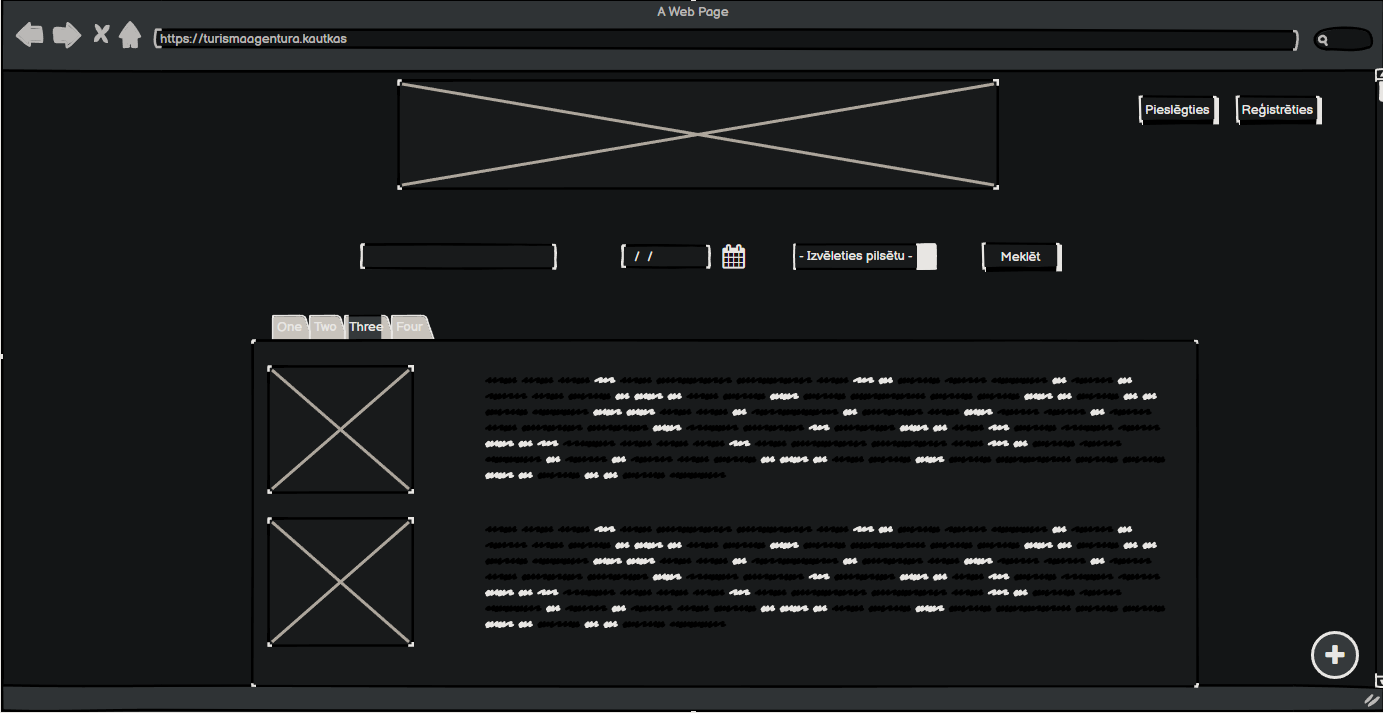 A Web Page
https://turismaagentura.kautkas
Pieslēgties
Reģistrēties
/ /
- Izvēleties pilsētu -
Meklēt
One Two Three Four